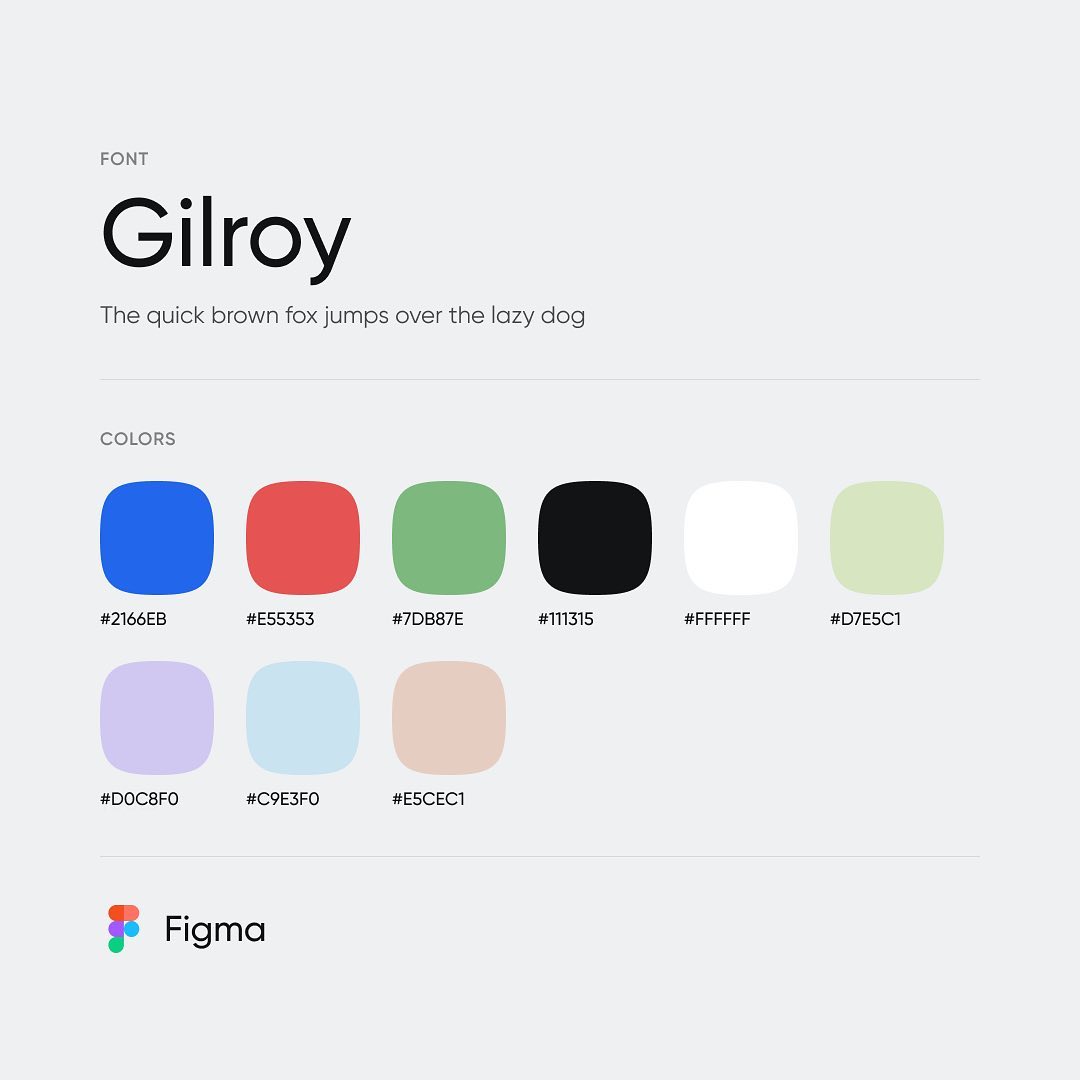 FONT
Gilroy
The quick brown fox jumps over the lazy dog
COLORS
#2166EB #E55353 #7DB87E #111315 #FFFFFF #D7E5C1
#D0C8F0 #C9E3F0 #E5CEC1
Figma